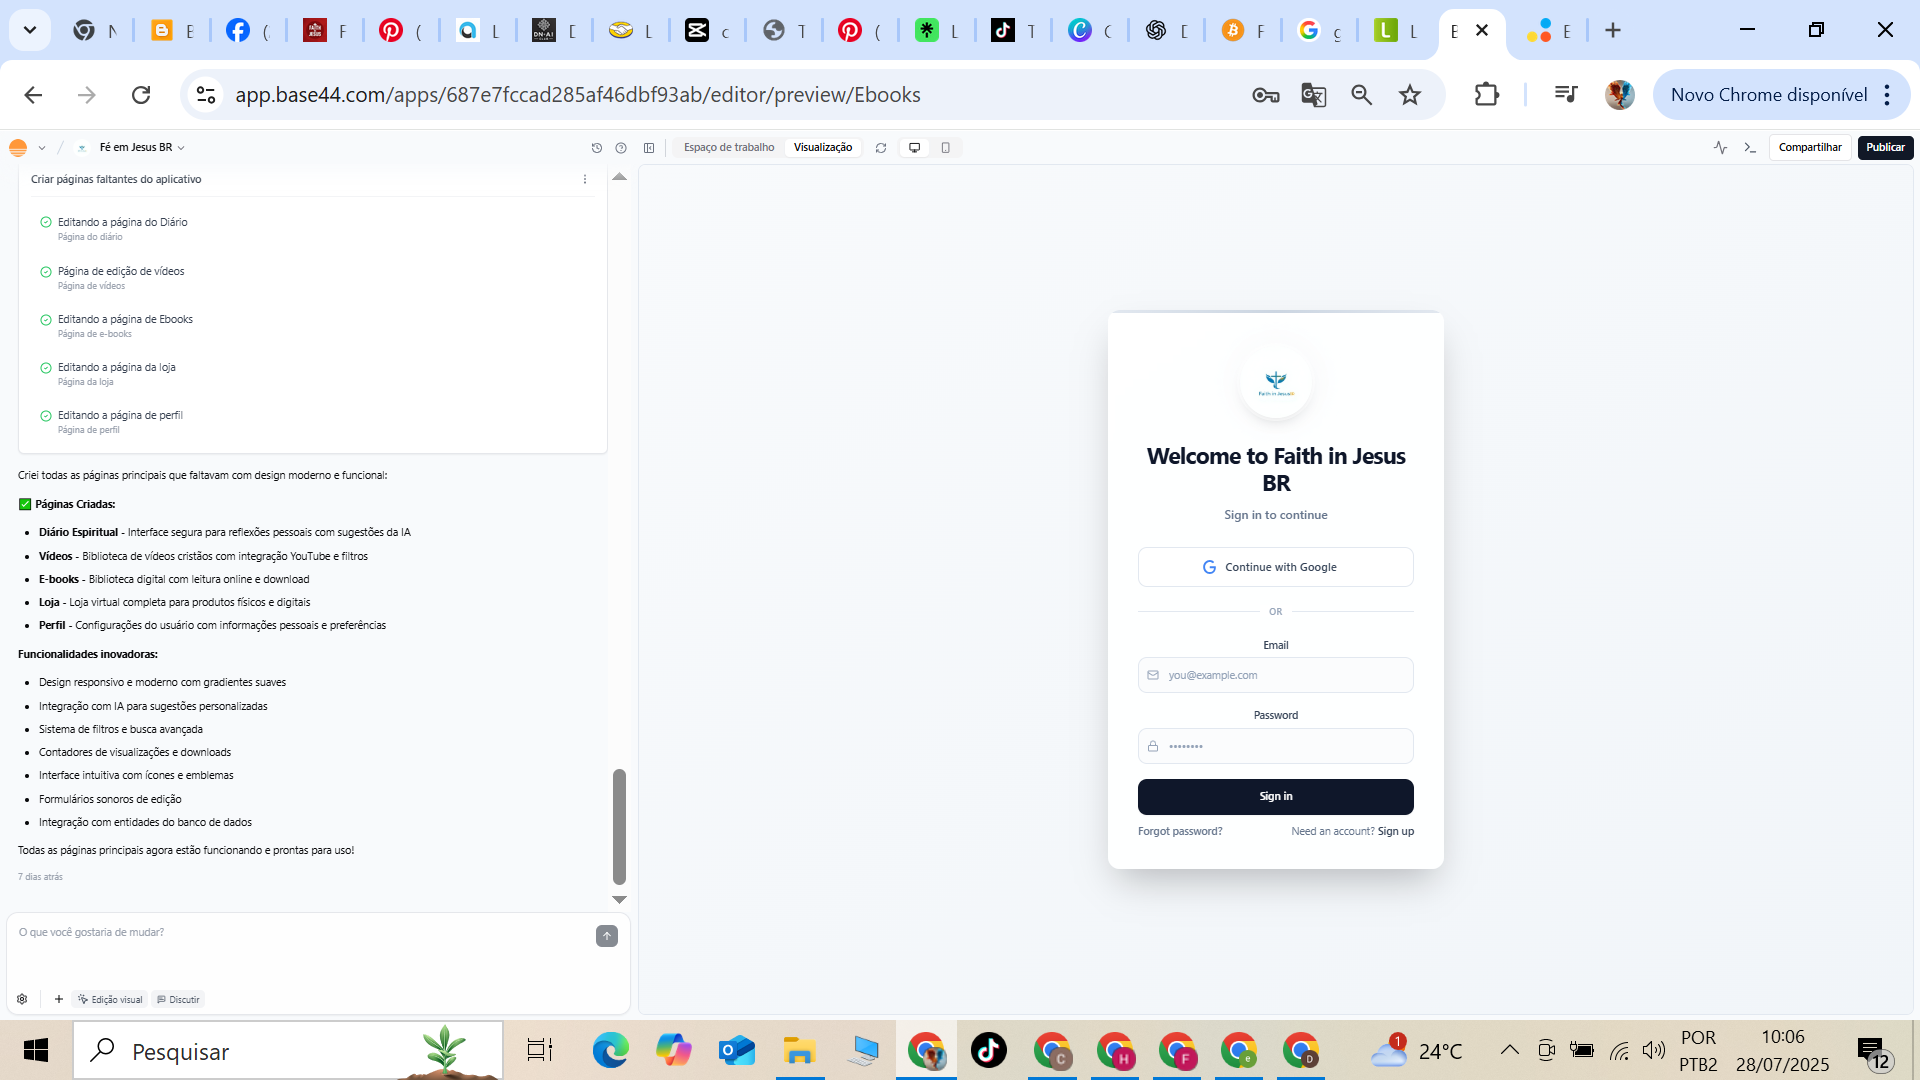 app.base44.com/apps/687e7fccad285af46dbf93ab/editor/preview/Ebooks
Novo Chrome disponível
Fé em Jesus BR
Espaço de trabalho
Visualização
Compartilhar
Publicar
Criar páginas faltantes do aplicativo
Editando a página do Diário
Página do diário
Página de edição de vídeos
Página de vídeos
Editando a página de Ebooks
Página de e-books
Editando a página da loja
Página da loja
Editando a página de perfil
Página de perfil
Criei todas as páginas principais que faltavam com design moderno e funcional:
✅ Páginas Criadas:
• Diário Espiritual - Interface segura para reflexões pessoais com sugestões da IA
• Vídeos - Biblioteca de vídeos cristãos com integração YouTube e filtros
• E-books - Biblioteca digital com leitura online e download
• Loja - Loja virtual completa para produtos físicos e digitais
• Perfil - Configurações do usuário com informações pessoais e preferências
Funcionalidades inovadoras:
• Design responsivo e moderno com gradientes suaves
• Integração com IA para sugestões personalizadas
• Sistema de filtros e busca avançada
• Contadores de visualizações e downloads
• Interface intuitiva com ícones e emblemas
• Formulários sonoros de edição
• Integração com entidades do banco de dados
Todas as páginas principais agora estão funcionando e prontas para uso!
7 dias atrás
O que você gostaria de mudar?
Edição visual
Discutir
Faith in JesusBR
Welcome to Faith in Jesus
BR
Sign in to continue
Continue with Google
OR
Email
you@example.com
Password
••••••••
Sign in
Forgot password?
Need an account? Sign up
Pesquisar
1
24°C
POR
PTB2
10:06
28/07/2025
12